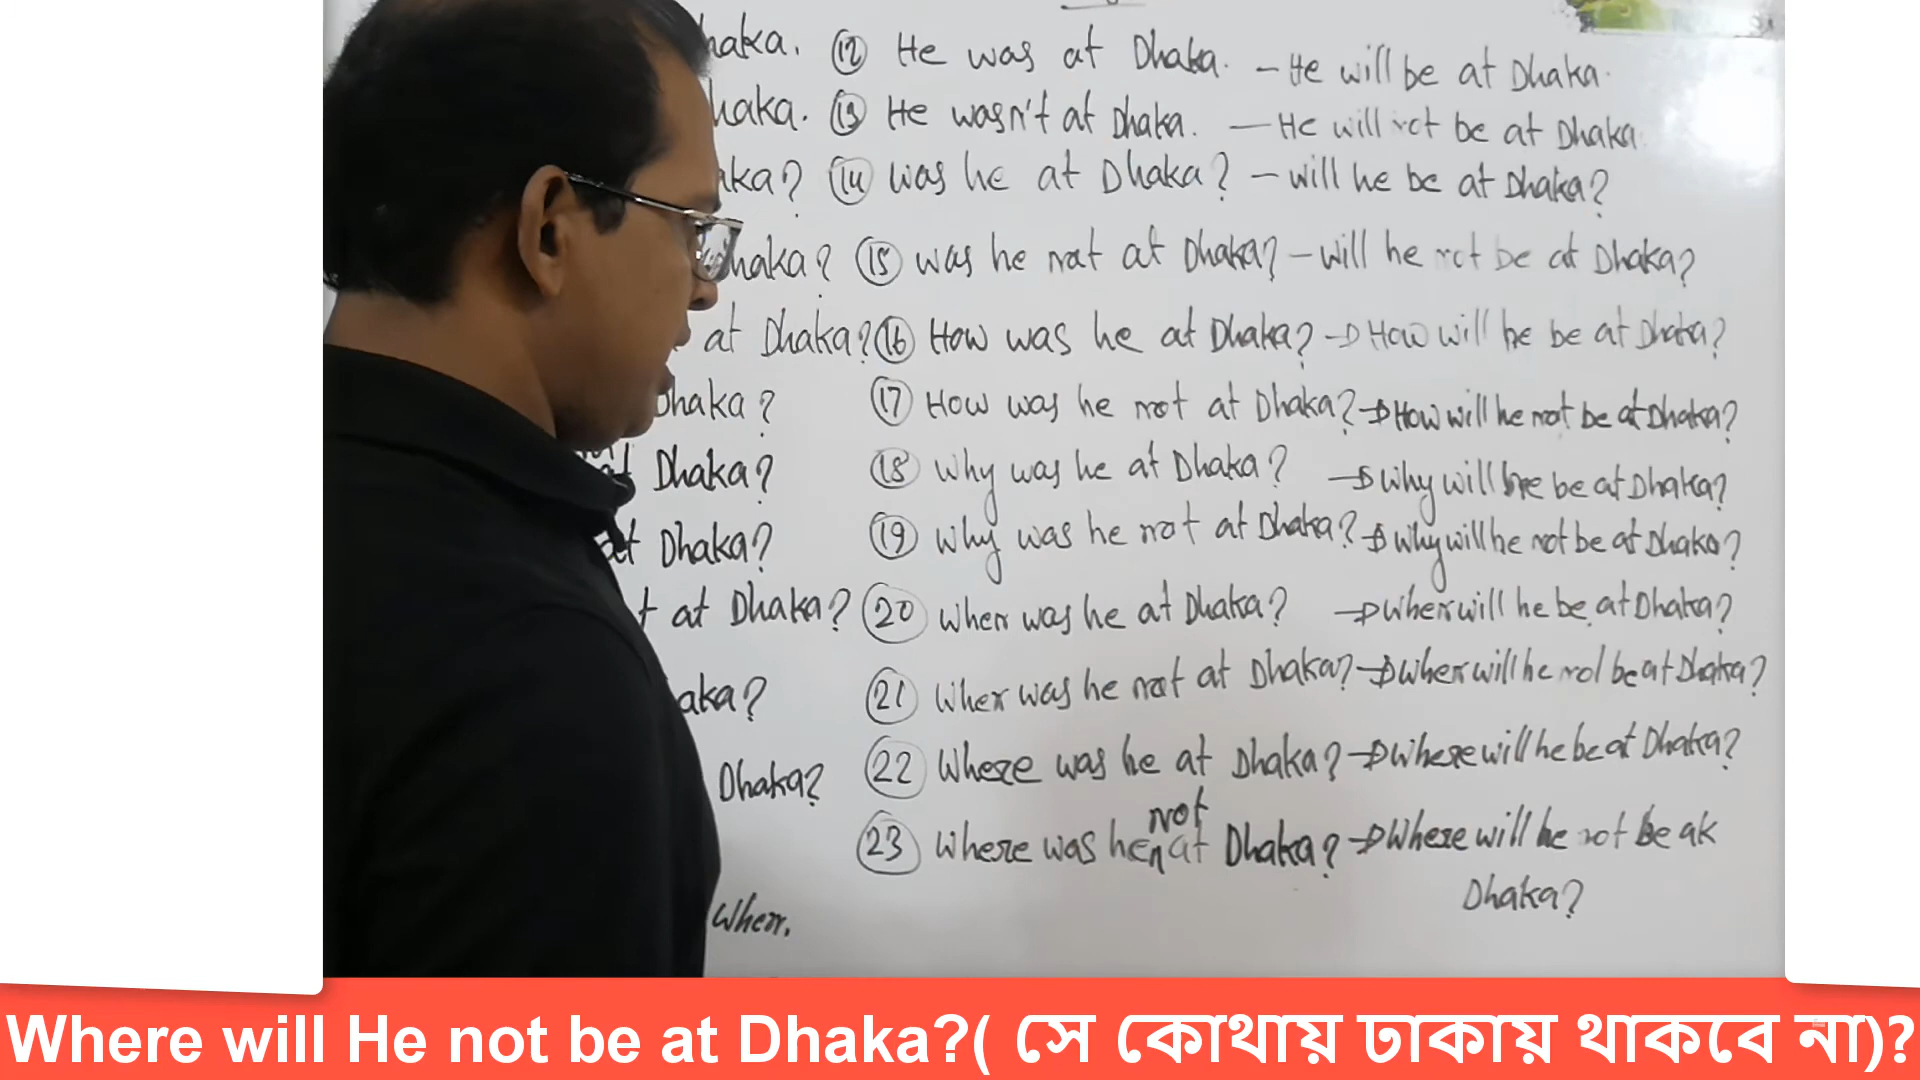 haka. ⑫ He was at Dhaka. – He will be at Dhaka.
haka. ⑬ He wasn't at Dhaka. — He will not be at Dhaka.
aka? ⑭ was he at Dhaka? – will he be at Dhaka?
Dhaka? ⑮ was he not at Dhaka? – will he not be at Dhaka?
at Dhaka? ⑯ How was he at Dhaka? → How will he be at Dhaka?
Dhaka? ⑰ How was he not at Dhaka? → How will he not be at Dhaka?
at Dhaka? ⑱ Why was he at Dhaka? → Why will he be at Dhaka?
at Dhaka? ⑲ Why was he not at Dhaka? → Why will he not be at Dhaka?
t at Dhaka? ⑳ When was he at Dhaka? → When will he be at Dhaka?
aka? ㉑ When was he not at Dhaka? → When will he not be at Dhaka?
Dhaka? ㉒ Where was he at Dhaka? → Where will he be at Dhaka?
㉓ Where was he not at Dhaka? → Where will he not be at
Dhaka?
When.
Where will He not be at Dhaka?( সে কোথায় ঢাকায় থাকবে না)?